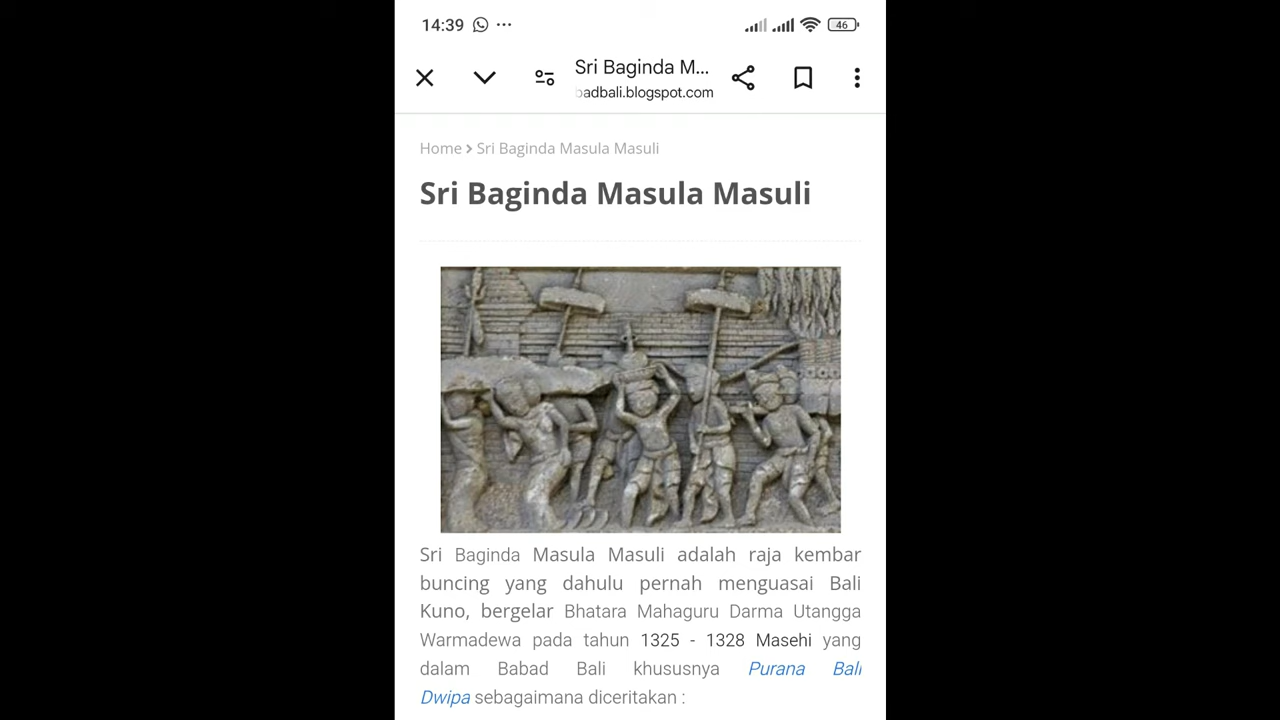 14:39
46
Sri Baginda M...
badbali.blogspot.com
Home > Sri Baginda Masula Masuli
Sri Baginda Masula Masuli
Sri Baginda Masula Masuli adalah raja kembar
buncing yang dahulu pernah menguasai Bali
Kuno, bergelar Bhatara Mahaguru Darma Utangga
Warmadewa pada tahun 1325 - 1328 Masehi yang
dalam Babad Bali khususnya Purana Bali
Dwipa sebagaimana diceritakan :